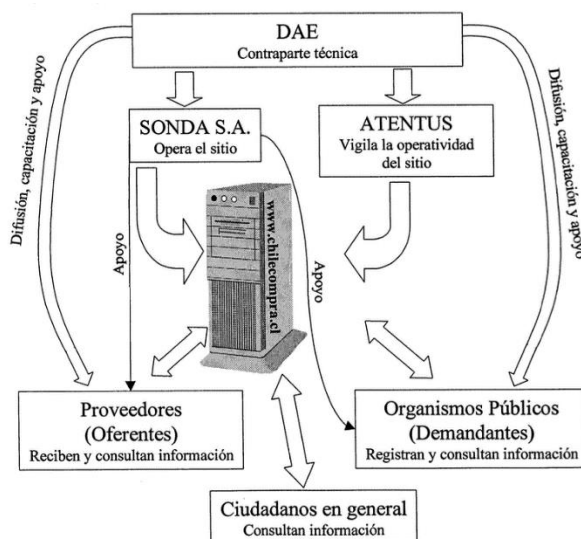 DAE
Contraparte técnica
SONDA S.A.
Opera el sitio
ATENTUS
Vigila la operatividad
del sitio
Difusión, capacitación y apoyo
Difusión, capacitación y apoyo
www.chilecompra.cl
Apoyo
Apoyo
Proveedores
(Oferentes)
Reciben y consultan información
Organismos Públicos
(Demandantes)
Registran y consultan información
Ciudadanos en general
Consultan información